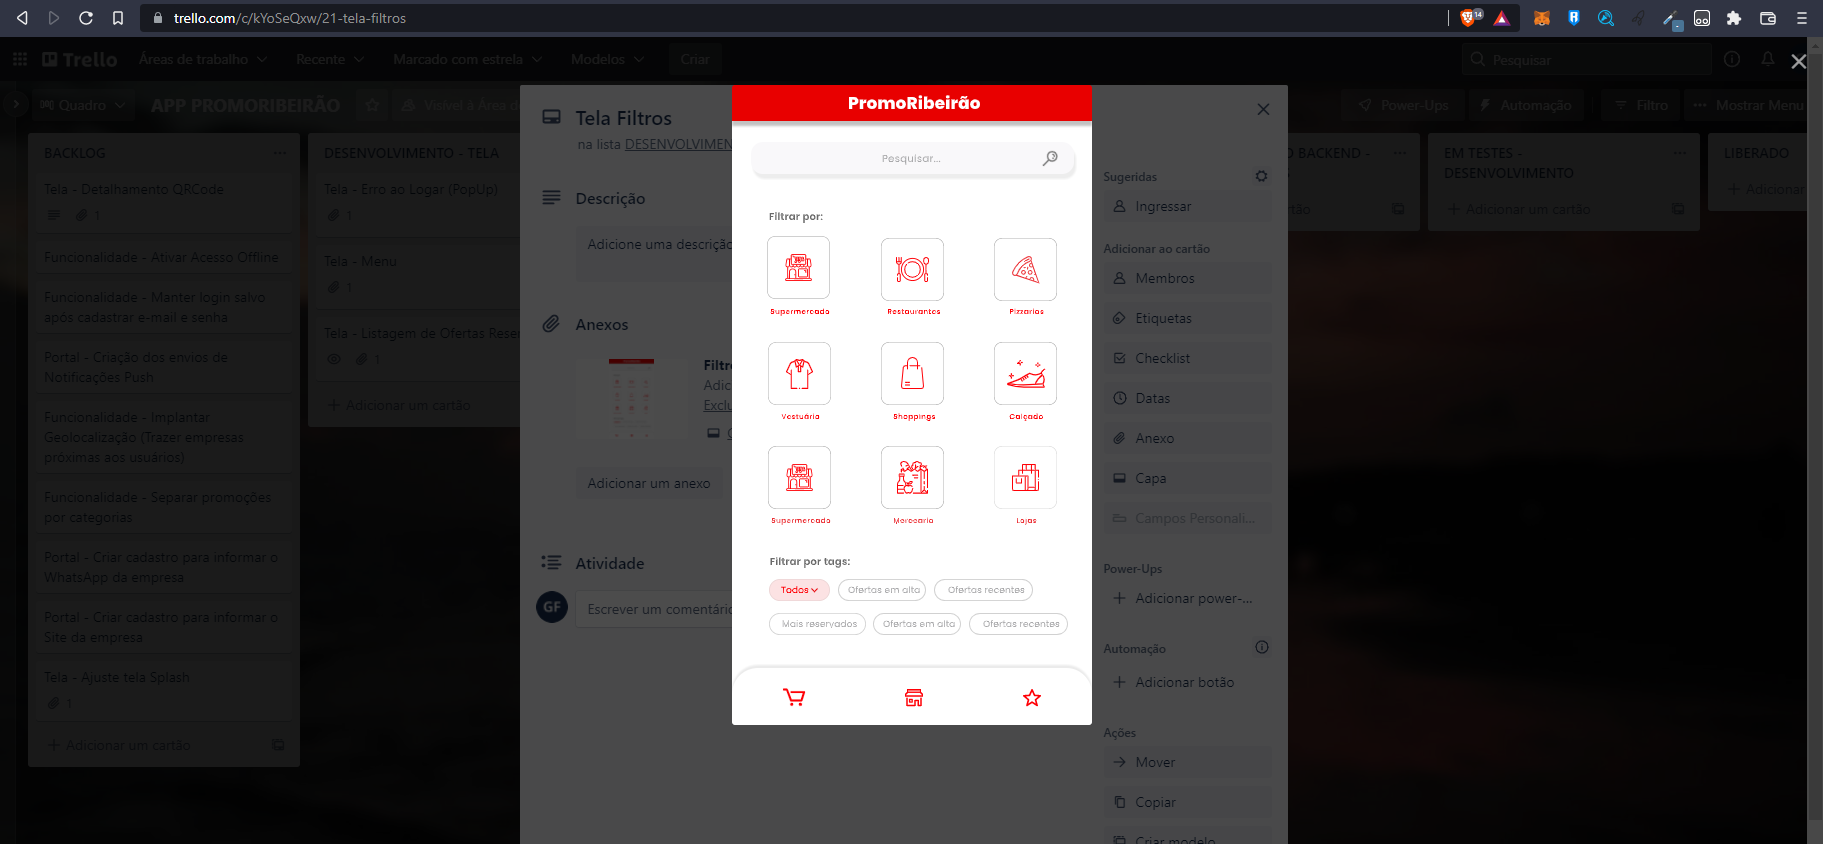 trello.com/c/kYoSeQxw/21-tela-filtros
14
Trello
Áreas de trabalho
Recente
Marcado com estrela
Modelos
Criar
Pesquisar
Quadro
APP PROMORIBEIRÃO
Visível à Área d
Power-Ups
Automação
Filtro
Mostrar Menu
BACKLOG
Tela - Detalhamento QRCode
1
Funcionalidade - Ativar Acesso Offline
Funcionalidade - Manter login salvo
após cadastrar e-mail e senha
Portal - Criação dos envios de
Notificações Push
Funcionalidade - Implantar
Geolocalização (Trazer empresas
próximas aos usuários)
Funcionalidade - Separar promoções
por categorias
Portal - Criar cadastro para informar o
WhatsApp da empresa
Portal - Criar cadastro para informar o
Site da empresa
Tela - Ajuste tela Splash
1
Adicionar um cartão
DESENVOLVIMENTO - TELA
Tela - Erro ao Logar (PopUp)
1
Tela - Menu
1
Tela - Listagem de Ofertas Rese
1
Adicionar um cartão
Tela Filtros
na lista DESENVOLVIMEN
Descrição
Adicione uma descrição
Anexos
Filtr
Adic
Exclu
Adicionar um anexo
Atividade
GF
Escrever um comentário
PromoRibeirão
Pesquisar...
Filtrar por:
Supermercado
Restaurantes
Pizzarias
Vestuária
Shoppings
Calçado
Supermercado
Mercearia
Lojas
Filtrar por tags:
Todos
Ofertas em alta
Ofertas recentes
Mais reservados
Ofertas em alta
Ofertas recentes
Sugeridas
Ingressar
Adicionar ao cartão
Membros
Etiquetas
Checklist
Datas
Anexo
Capa
Campos Personali...
Power-Ups
Adicionar power-...
Automação
Adicionar botão
Ações
Mover
Copiar
Criar modelo
O BACKEND -
S
rtão
EM TESTES -
DESENVOLVIMENTO
Adicionar um cartão
LIBERADO
Adicionar